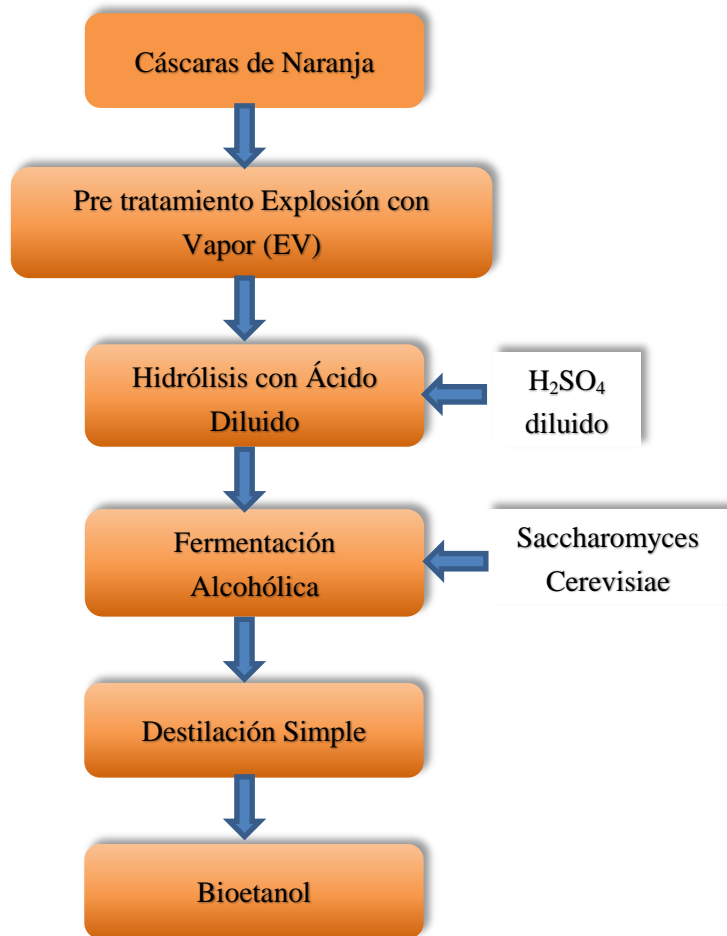 Cáscaras de Naranja
Pre tratamiento Explosión con
Vapor (EV)
Hidrólisis con Ácido
Diluido
H₂SO₄
diluido
Fermentación
Alcohólica
Saccharomyces
Cerevisiae
Destilación Simple
Bioetanol